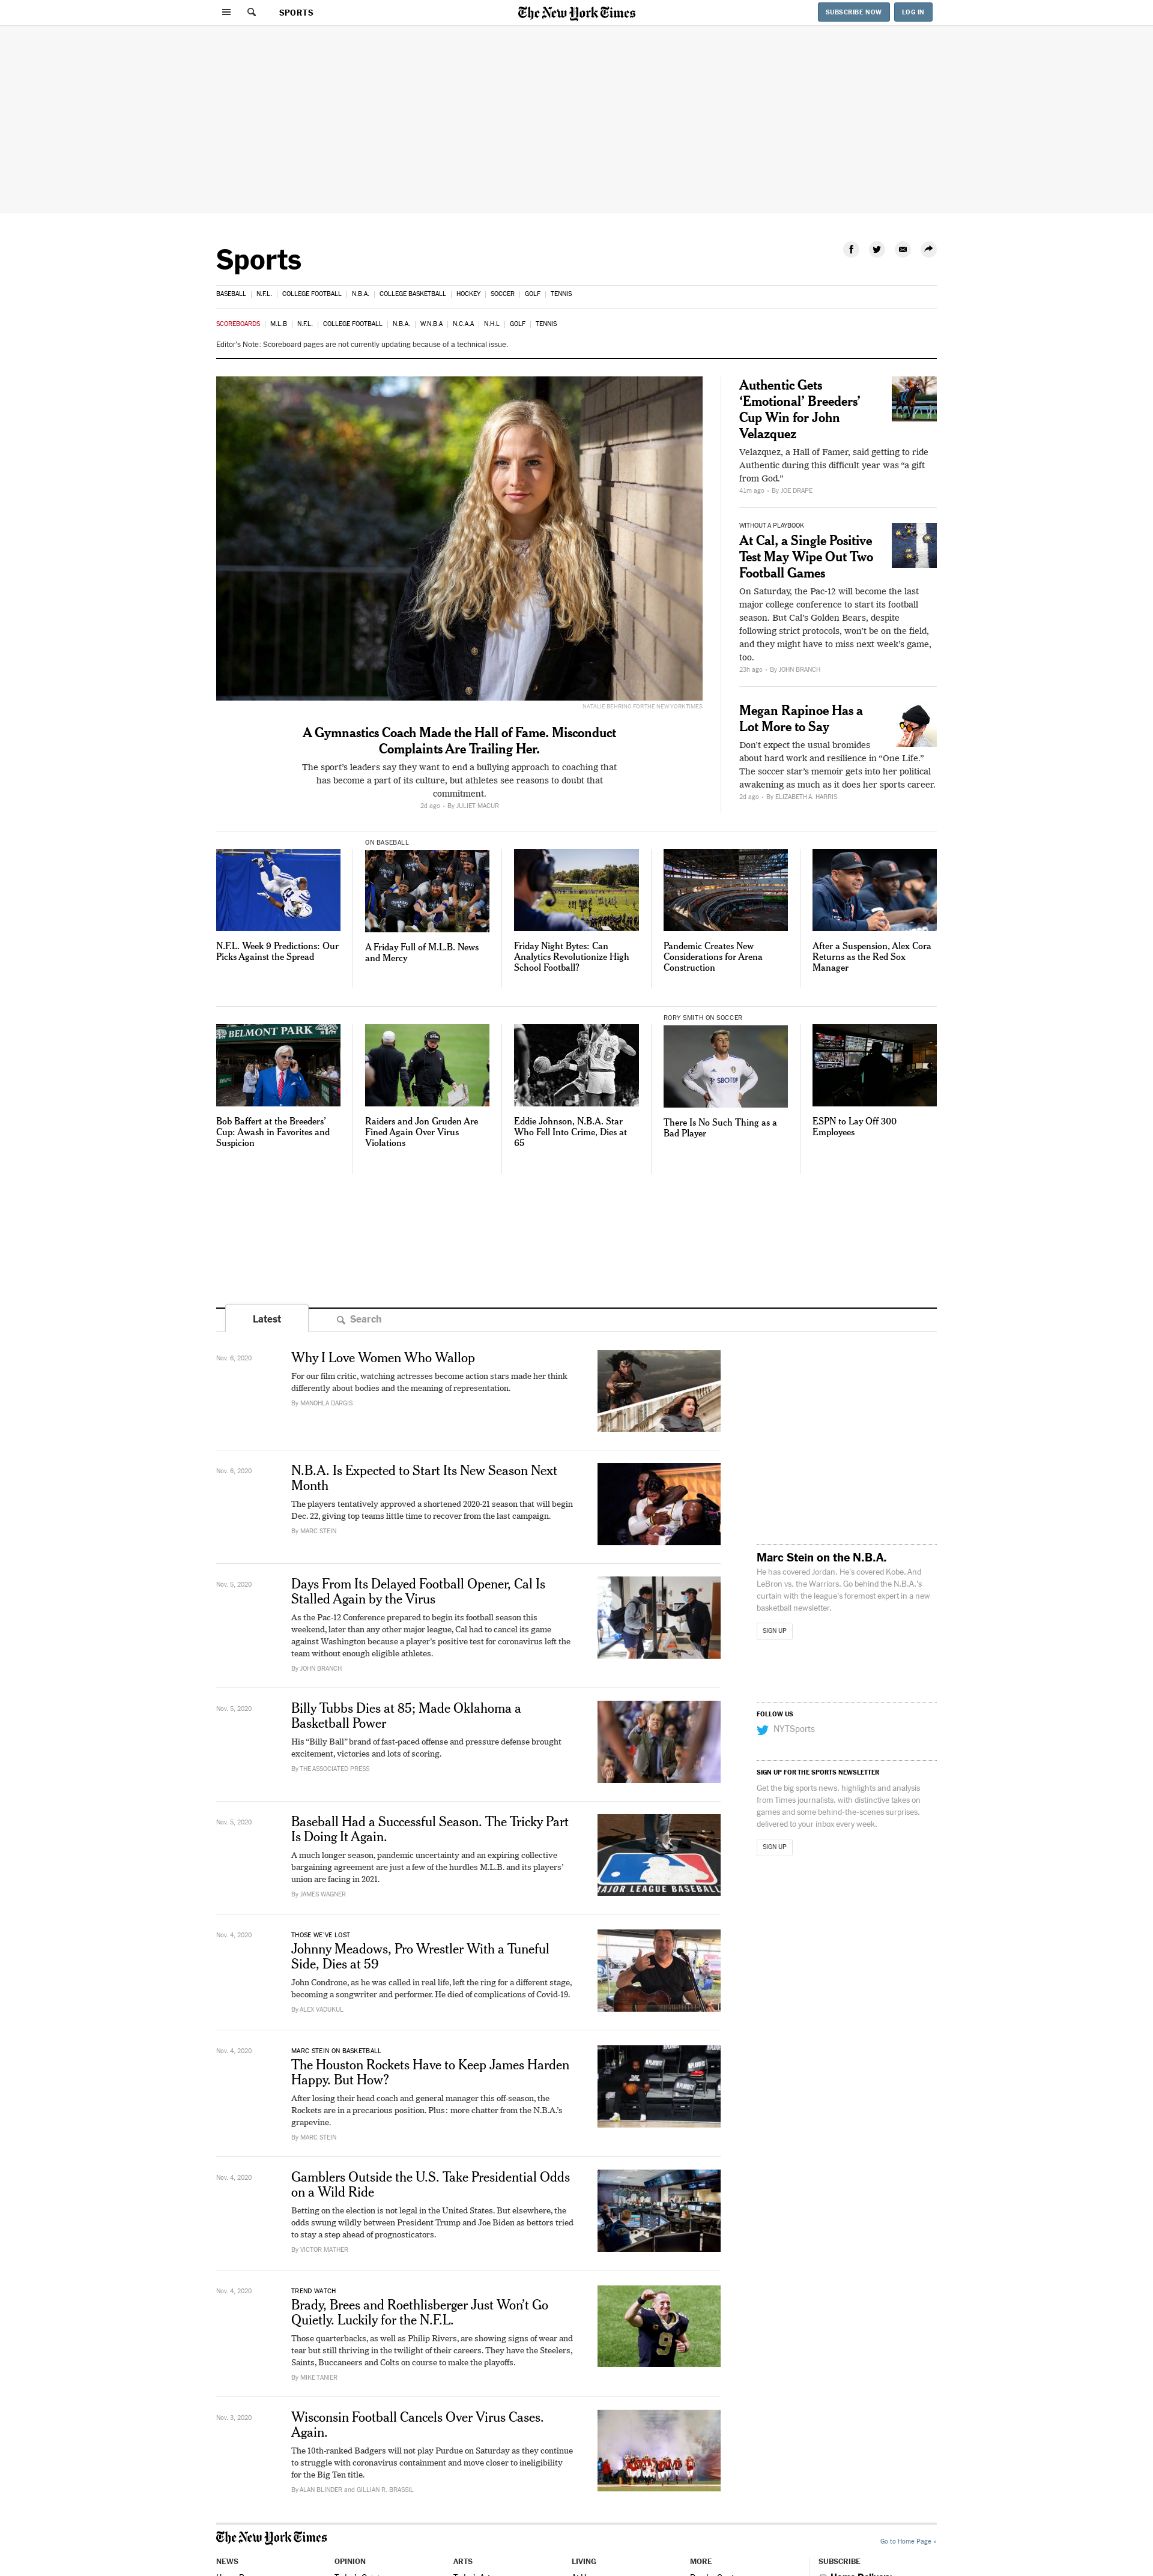 SPORTS
The New York Times
SUBSCRIBE NOW
LOG IN
Sports
BASEBALL
N.F.L.
COLLEGE FOOTBALL
N.B.A.
COLLEGE BASKETBALL
HOCKEY
SOCCER
GOLF
TENNIS
SCOREBOARDS
M.L.B
N.F.L.
COLLEGE FOOTBALL
N.B.A.
W.N.B.A
N.C.A.A
N.H.L
GOLF
TENNIS
Editor's Note: Scoreboard pages are not currently updating because of a technical issue.
NATALIE BEHRING FOR THE NEW YORK TIMES
A Gymnastics Coach Made the Hall of Fame. Misconduct
Complaints Are Trailing Her.
The sport's leaders say they want to end a bullying approach to coaching that
has become a part of its culture, but athletes see reasons to doubt that
commitment.
2d ago - By JULIET MACUR
Authentic Gets
‘Emotional’ Breeders’
Cup Win for John
Velazquez
Velazquez, a Hall of Famer, said getting to ride
Authentic during this difficult year was “a gift
from God.”
41m ago - By JOE DRAPE
WITHOUT A PLAYBOOK
At Cal, a Single Positive
Test May Wipe Out Two
Football Games
On Saturday, the Pac-12 will become the last
major college conference to start its football
season. But Cal's Golden Bears, despite
following strict protocols, won't be on the field,
and they might have to miss next week's game,
too.
23h ago - By JOHN BRANCH
Megan Rapinoe Has a
Lot More to Say
Don't expect the usual bromides
about hard work and resilience in “One Life.”
The soccer star's memoir gets into her political
awakening as much as it does her sports career.
2d ago - By ELIZABETH A. HARRIS
N.F.L. Week 9 Predictions: Our
Picks Against the Spread
ON BASEBALL
A Friday Full of M.L.B. News
and Mercy
Friday Night Bytes: Can
Analytics Revolutionize High
School Football?
Pandemic Creates New
Considerations for Arena
Construction
After a Suspension, Alex Cora
Returns as the Red Sox
Manager
BELMONT PARK
Bob Baffert at the Breeders'
Cup: Awash in Favorites and
Suspicion
Raiders and Jon Gruden Are
Fined Again Over Virus
Violations
16
Eddie Johnson, N.B.A. Star
Who Fell Into Crime, Dies at
65
RORY SMITH ON SOCCER
SBOTOP
There Is No Such Thing as a
Bad Player
ESPN to Lay Off 300
Employees
Latest
Search
Nov. 6, 2020
Why I Love Women Who Wallop
For our film critic, watching actresses become action stars made her think
differently about bodies and the meaning of representation.
By MANOHLA DARGIS
Nov. 6, 2020
N.B.A. Is Expected to Start Its New Season Next
Month
The players tentatively approved a shortened 2020-21 season that will begin
Dec. 22, giving top teams little time to recover from the last campaign.
By MARC STEIN
Nov. 5, 2020
Days From Its Delayed Football Opener, Cal Is
Stalled Again by the Virus
As the Pac-12 Conference prepared to begin its football season this
weekend, later than any other major league, Cal had to cancel its game
against Washington because a player's positive test for coronavirus left the
team without enough eligible athletes.
By JOHN BRANCH
Nov. 5, 2020
Billy Tubbs Dies at 85; Made Oklahoma a
Basketball Power
His “Billy Ball” brand of fast-paced offense and pressure defense brought
excitement, victories and lots of scoring.
By THE ASSOCIATED PRESS
Nov. 5, 2020
Baseball Had a Successful Season. The Tricky Part
Is Doing It Again.
A much longer season, pandemic uncertainty and an expiring collective
bargaining agreement are just a few of the hurdles M.L.B. and its players'
union are facing in 2021.
By JAMES WAGNER
MAJOR LEAGUE BASEBALL
Nov. 4, 2020
THOSE WE'VE LOST
Johnny Meadows, Pro Wrestler With a Tuneful
Side, Dies at 59
John Condrone, as he was called in real life, left the ring for a different stage,
becoming a songwriter and performer. He died of complications of Covid-19.
By ALEX VADUKUL
Nov. 4, 2020
MARC STEIN ON BASKETBALL
The Houston Rockets Have to Keep James Harden
Happy. But How?
After losing their head coach and general manager this off-season, the
Rockets are in a precarious position. Plus: more chatter from the N.B.A.'s
grapevine.
By MARC STEIN
Nov. 4, 2020
Gamblers Outside the U.S. Take Presidential Odds
on a Wild Ride
Betting on the election is not legal in the United States. But elsewhere, the
odds swung wildly between President Trump and Joe Biden as bettors tried
to stay a step ahead of prognosticators.
By VICTOR MATHER
Nov. 4, 2020
TREND WATCH
Brady, Brees and Roethlisberger Just Won't Go
Quietly. Luckily for the N.F.L.
Those quarterbacks, as well as Philip Rivers, are showing signs of wear and
tear but still thriving in the twilight of their careers. They have the Steelers,
Saints, Buccaneers and Colts on course to make the playoffs.
By MIKE TANIER
9
Nov. 3, 2020
Wisconsin Football Cancels Over Virus Cases.
Again.
The 10th-ranked Badgers will not play Purdue on Saturday as they continue
to struggle with coronavirus containment and move closer to ineligibility
for the Big Ten title.
By ALAN BLINDER and GILLIAN R. BRASSIL
Marc Stein on the N.B.A.
He has covered Jordan. He's covered Kobe. And
LeBron vs. the Warriors. Go behind the N.B.A.'s
curtain with the league's foremost expert in a new
basketball newsletter.
SIGN UP
FOLLOW US
NYTSports
SIGN UP FOR THE SPORTS NEWSLETTER
Get the big sports news, highlights and analysis
from Times journalists, with distinctive takes on
games and some behind-the-scenes surprises,
delivered to your inbox every week.
SIGN UP
The New York Times
Go to Home Page »
NEWS
OPINION
ARTS
LIVING
MORE
SUBSCRIBE